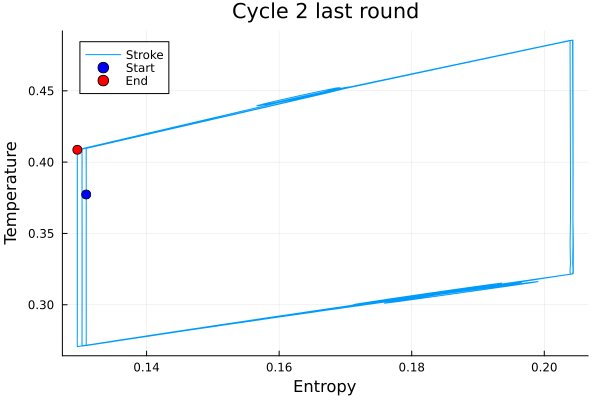 Cycle 2 last round
Stroke
Start
End
0.45
0.40
0.35
0.30
Temperature
0.14
0.16
0.18
0.20
Entropy